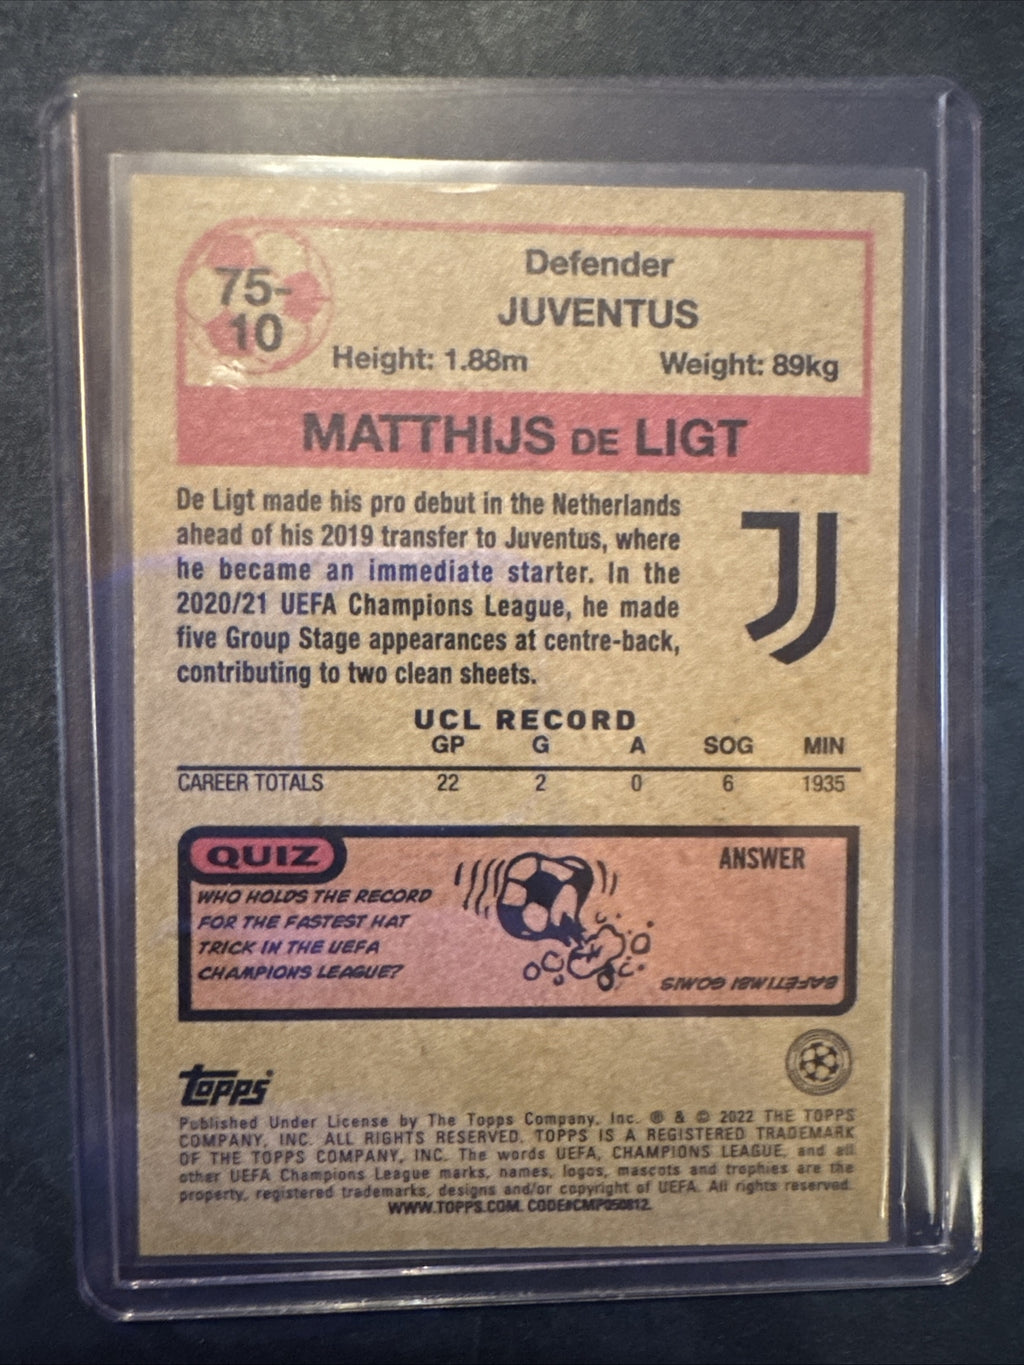 75-
10
Defender
JUVENTUS
Height: 1.88m Weight: 89kg
MATTHIJS DE LIGT
De Ligt made his pro debut in the Netherlands
ahead of his 2019 transfer to Juventus, where
he became an immediate starter. In the
2020/21 UEFA Champions League, he made
five Group Stage appearances at centre-back,
contributing to two clean sheets.
UCL RECORD
GP G A SOG MIN
CAREER TOTALS 22 2 0 6 1935
QUIZ
WHO HOLDS THE RECORD
FOR THE FASTEST HAT
TRICK IN THE UEFA
CHAMPIONS LEAGUE?
ANSWER
BAFÉTIMBI GOMIS
TOPPS
Published Under License by The Topps Company, Inc. ® & © 2022 THE TOPPS
COMPANY, INC. ALL RIGHTS RESERVED. TOPPS IS A REGISTERED TRADEMARK
OF THE TOPPS COMPANY, INC. The words UEFA, CHAMPIONS LEAGUE, and all
other UEFA Champions League marks, names, logos, mascots and trophies are the
property, registered trademarks, designs and/or copyright of UEFA. All rights reserved.
WWW.TOPPS.COM. CODE#CMP050812.